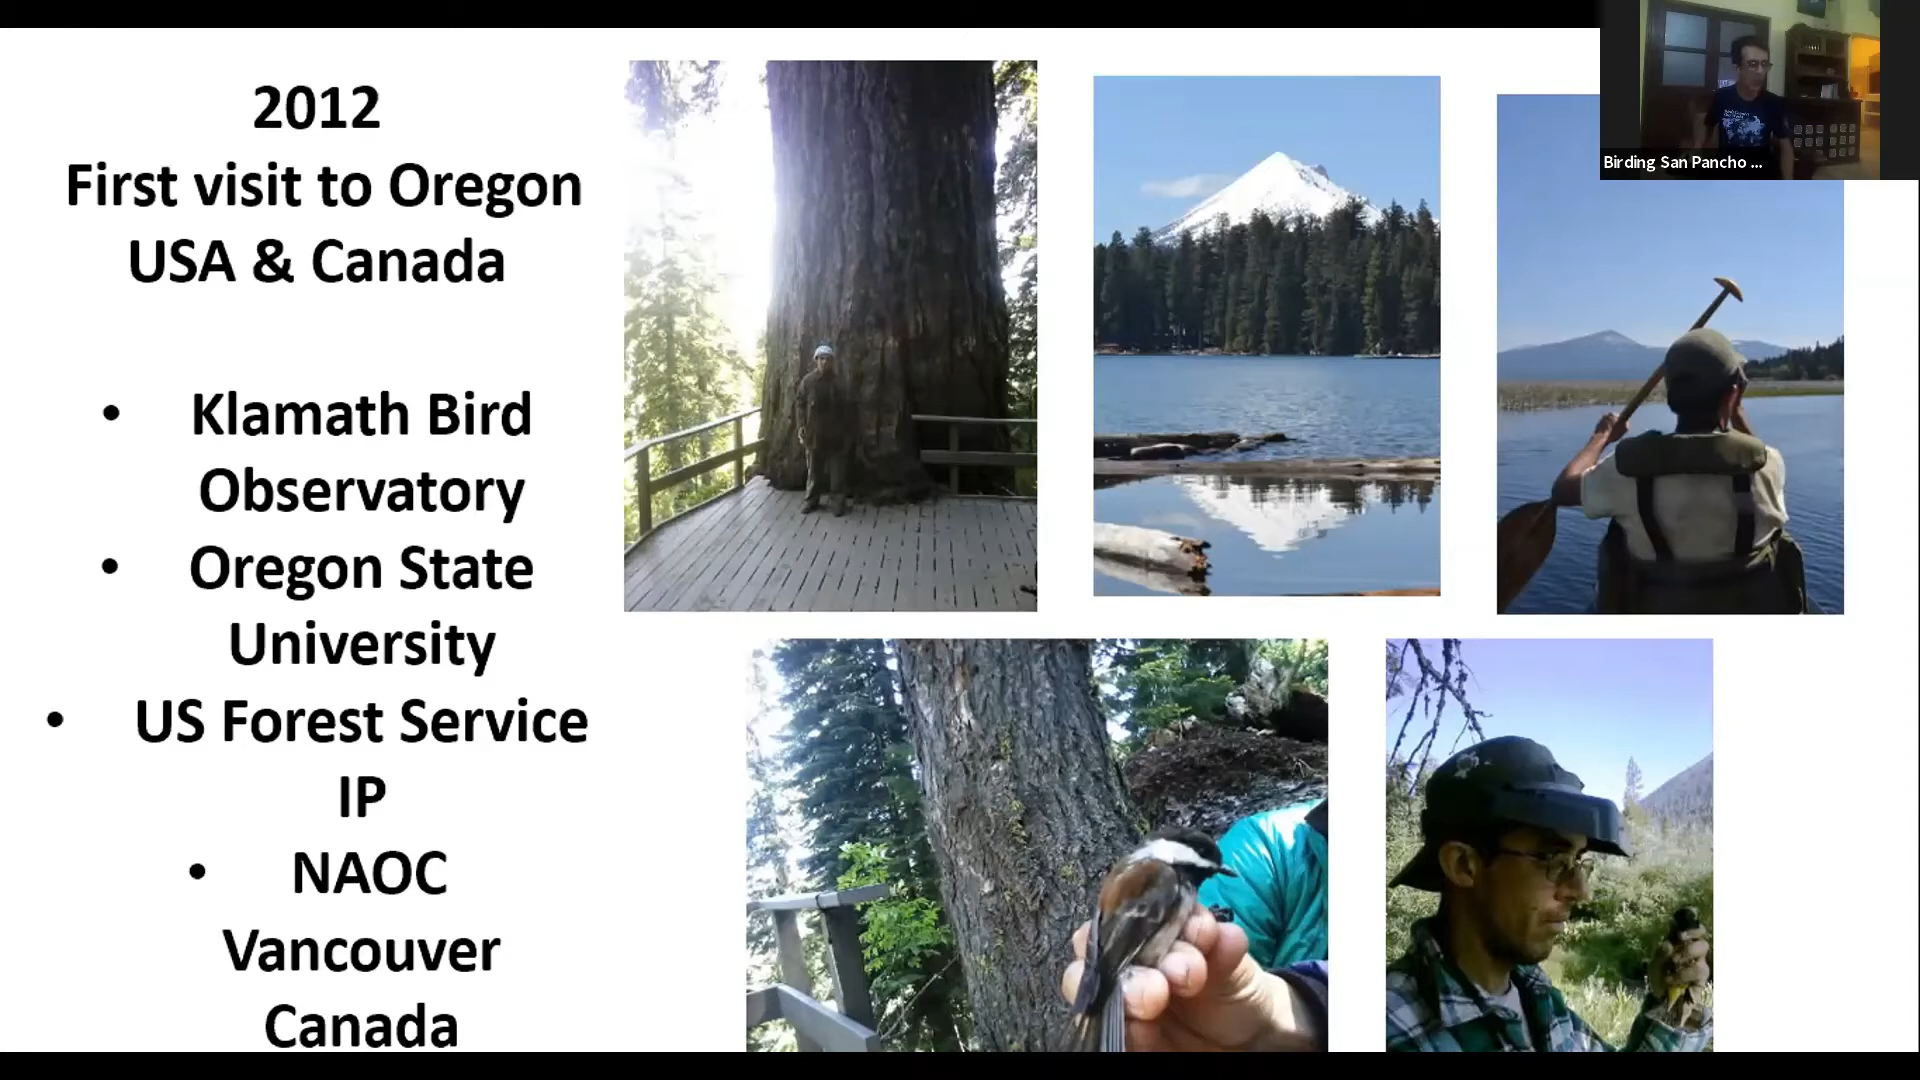 2012
First visit to Oregon
USA & Canada
• Klamath Bird
Observatory
• Oregon State
University
• US Forest Service
IP
• NAOC
Vancouver
Canada
Birding San Pancho ...